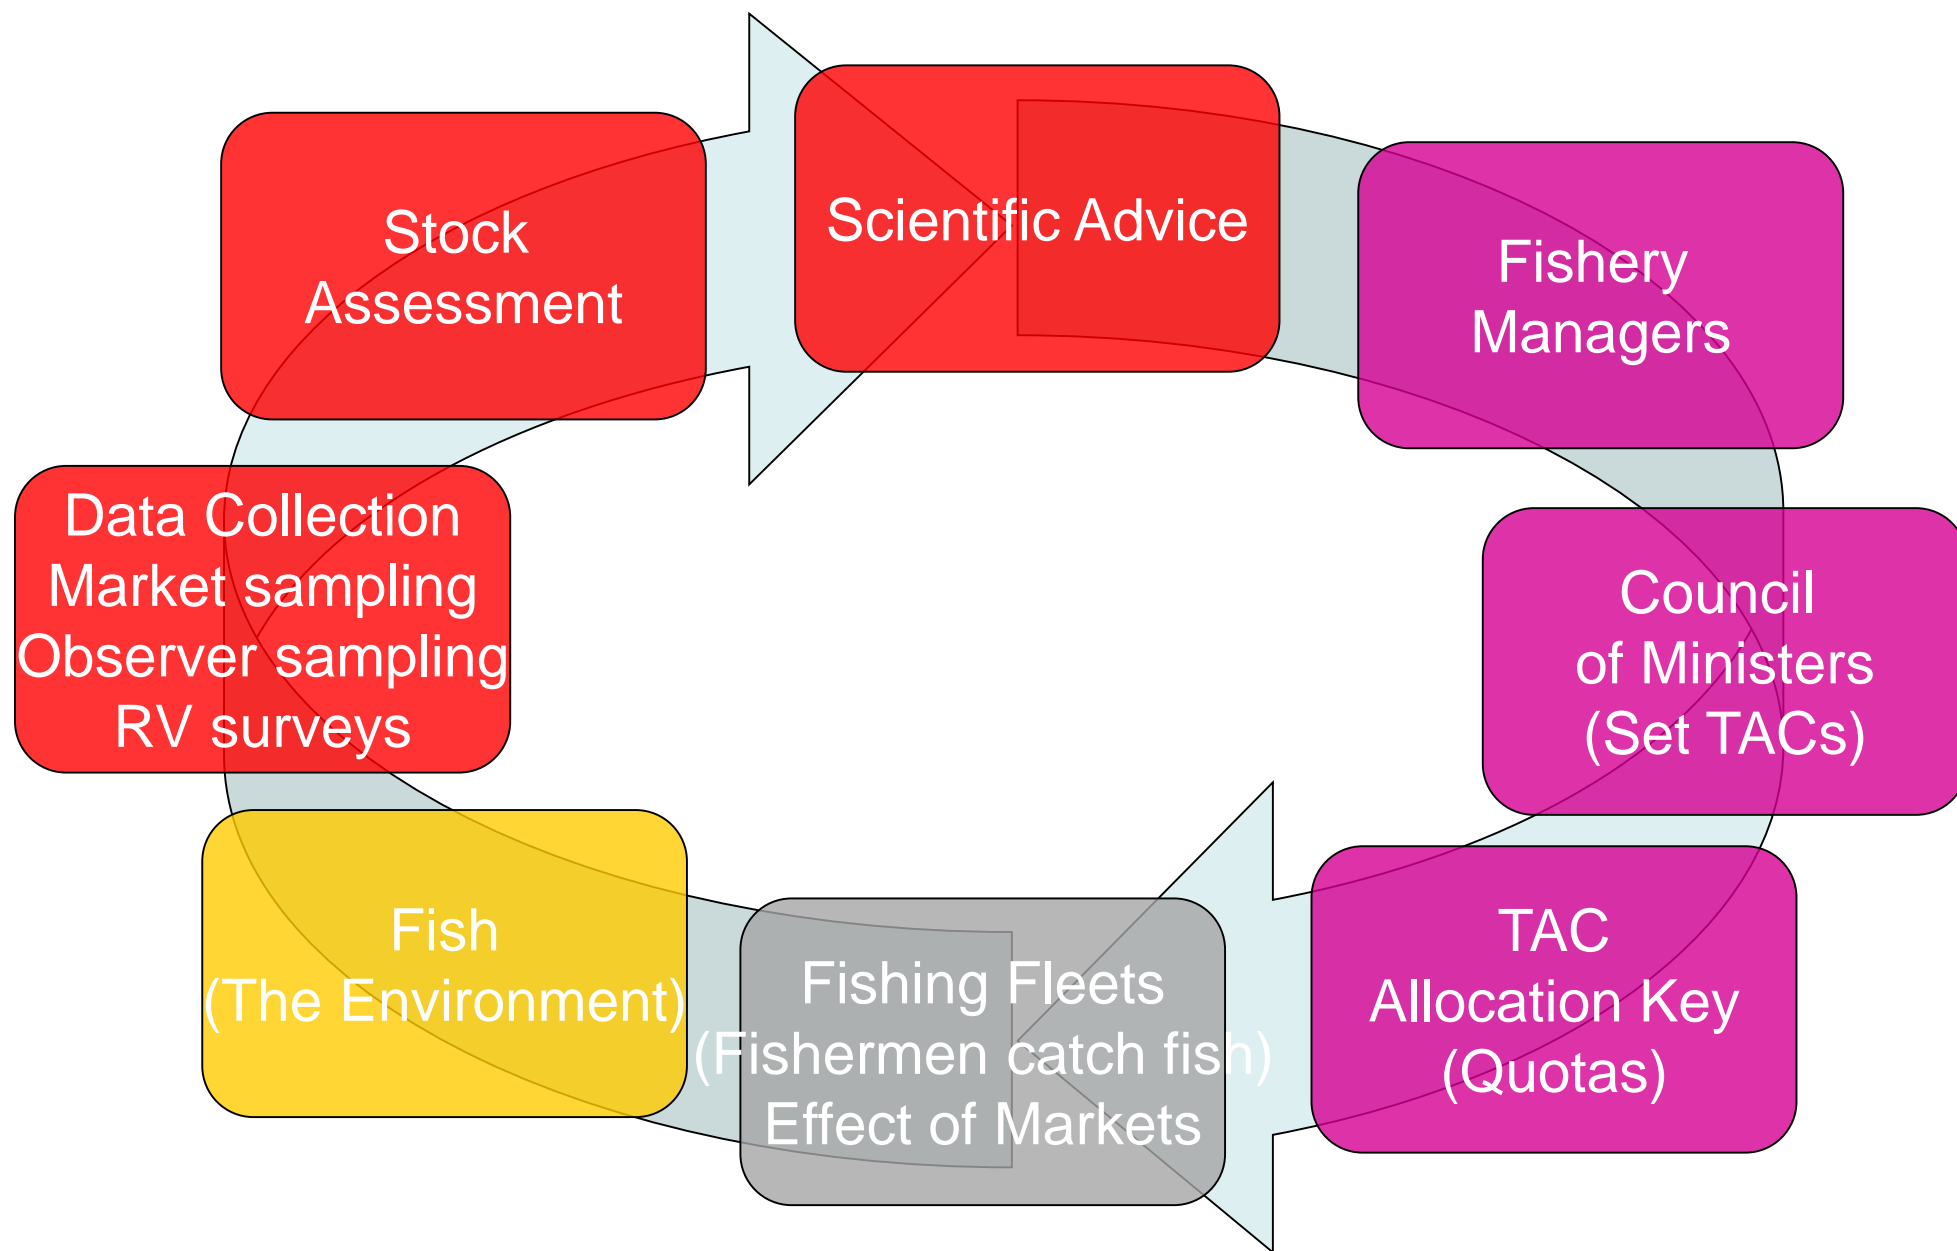 Stock
Assessment
Scientific Advice
Fishery
Managers
Data Collection
Market sampling
Observer sampling
RV surveys
Council
of Ministers
(Set TACs)
Fish
(The Environment)
Fishing Fleets
(Fishermen catch fish)
Effect of Markets
TAC
Allocation Key
(Quotas)